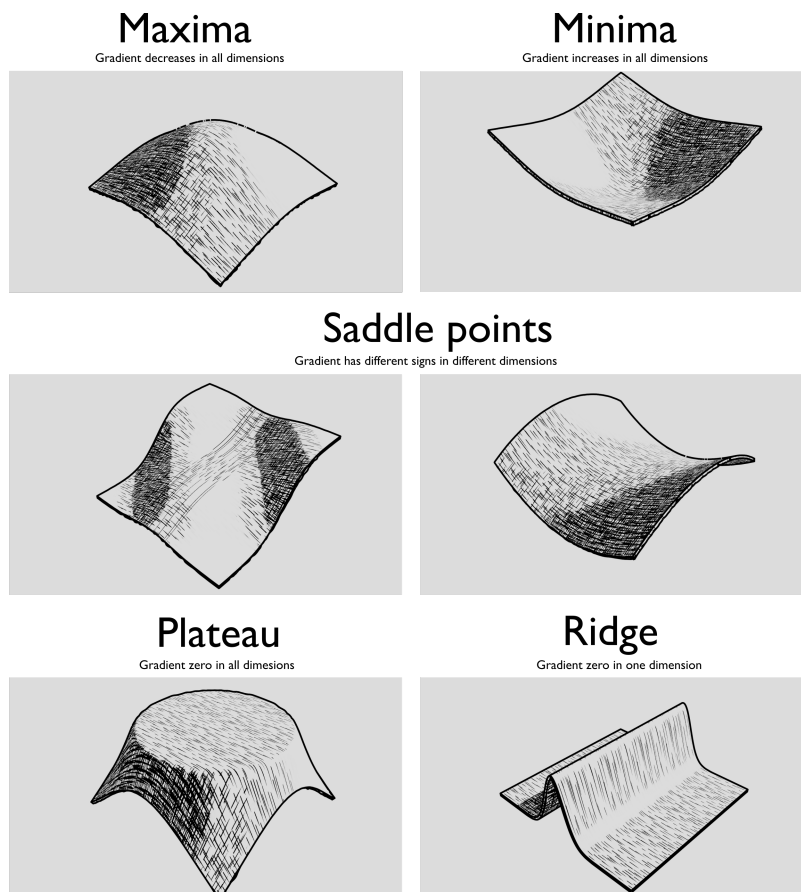 Maxima
Gradient decreases in all dimensions
Minima
Gradient increases in all dimensions
Saddle points
Gradient has different signs in different dimensions
Plateau
Gradient zero in all dimesions
Ridge
Gradient zero in one dimension